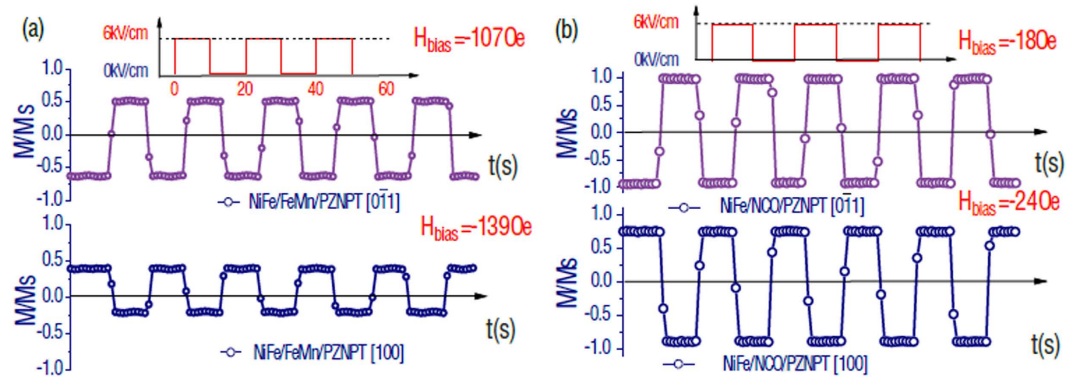 (a)
6kV/cm
0kV/cm
0 20 40 60
H_bias=-107Oe
1.0
0.5
0.0
-0.5
-1.0
M/Ms
t(s)
NiFe/FeMn/PZNPT [01̄1]
H_bias=-139Oe
1.0
0.5
0.0
-0.5
-1.0
M/Ms
t(s)
NiFe/FeMn/PZNPT [100]
(b)
6kV/cm
0kV/cm
H_bias=-18Oe
1.0
0.5
0.0
-0.5
-1.0
M/Ms
t(s)
NiFe/NCO/PZNPT [01̄1]
H_bias=-24Oe
1.0
0.5
0.0
-0.5
-1.0
M/Ms
t(s)
NiFe/NCO/PZNPT [100]